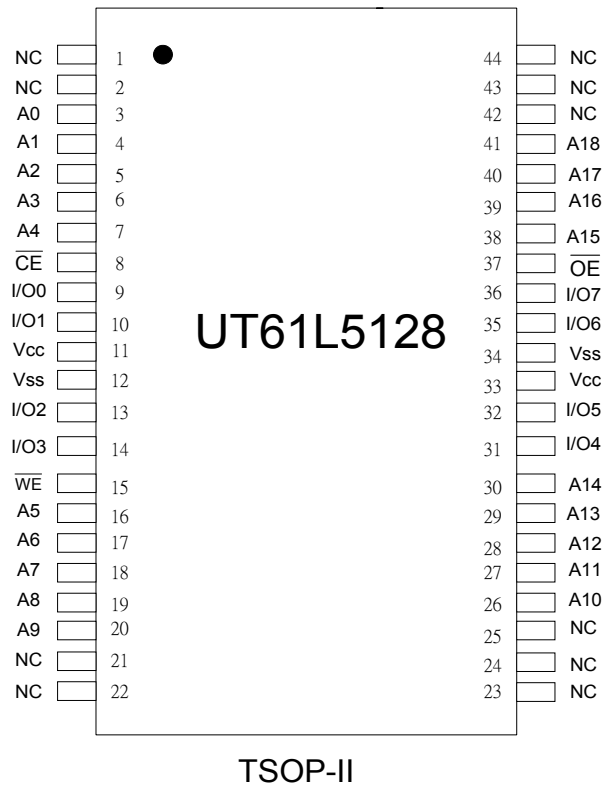 NC 1 44 NC
NC 2 43 NC
A0 3 42 NC
A1 4 41 A18
A2 5 40 A17
A3 6 39 A16
A4 7 38 A15
C̅E̅ 8 37 O̅E̅
I/O0 9 36 I/O7
I/O1 10 35 I/O6
UT61L5128
Vcc 11 34 Vss
Vss 12 33 Vcc
I/O2 13 32 I/O5
I/O3 14 31 I/O4
W̅E̅ 15 30 A14
A5 16 29 A13
A6 17 28 A12
A7 18 27 A11
A8 19 26 A10
A9 20 25 NC
NC 21 24 NC
NC 22 23 NC
TSOP-II